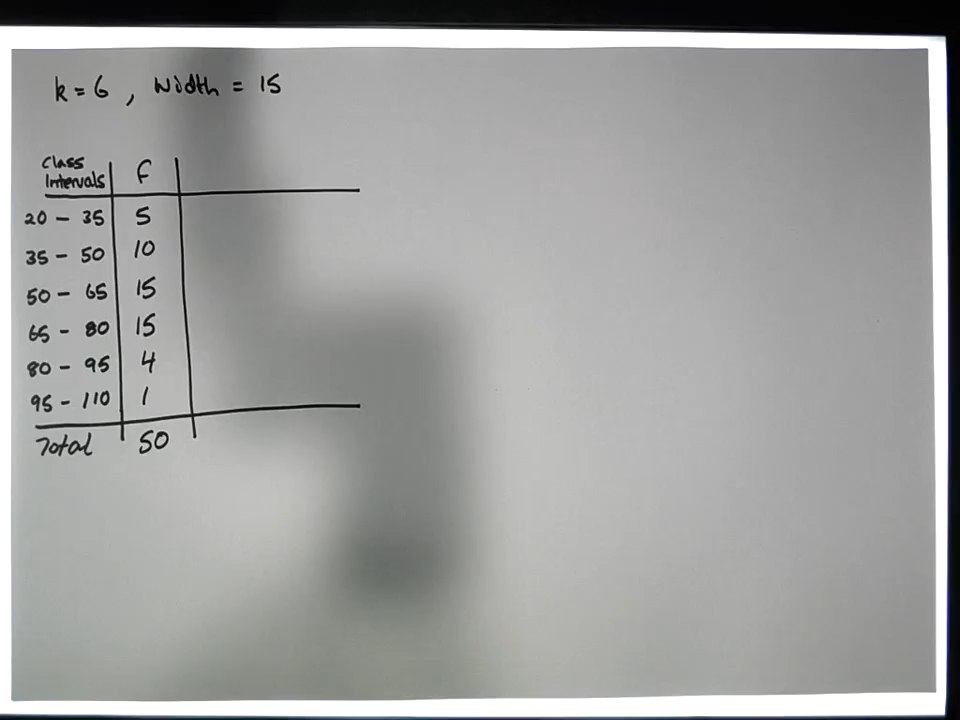 k = 6 , Width = 15
Class Intervals f
20 - 35 5
35 - 50 10
50 - 65 15
65 - 80 15
80 - 95 4
95 - 110 1
Total 50